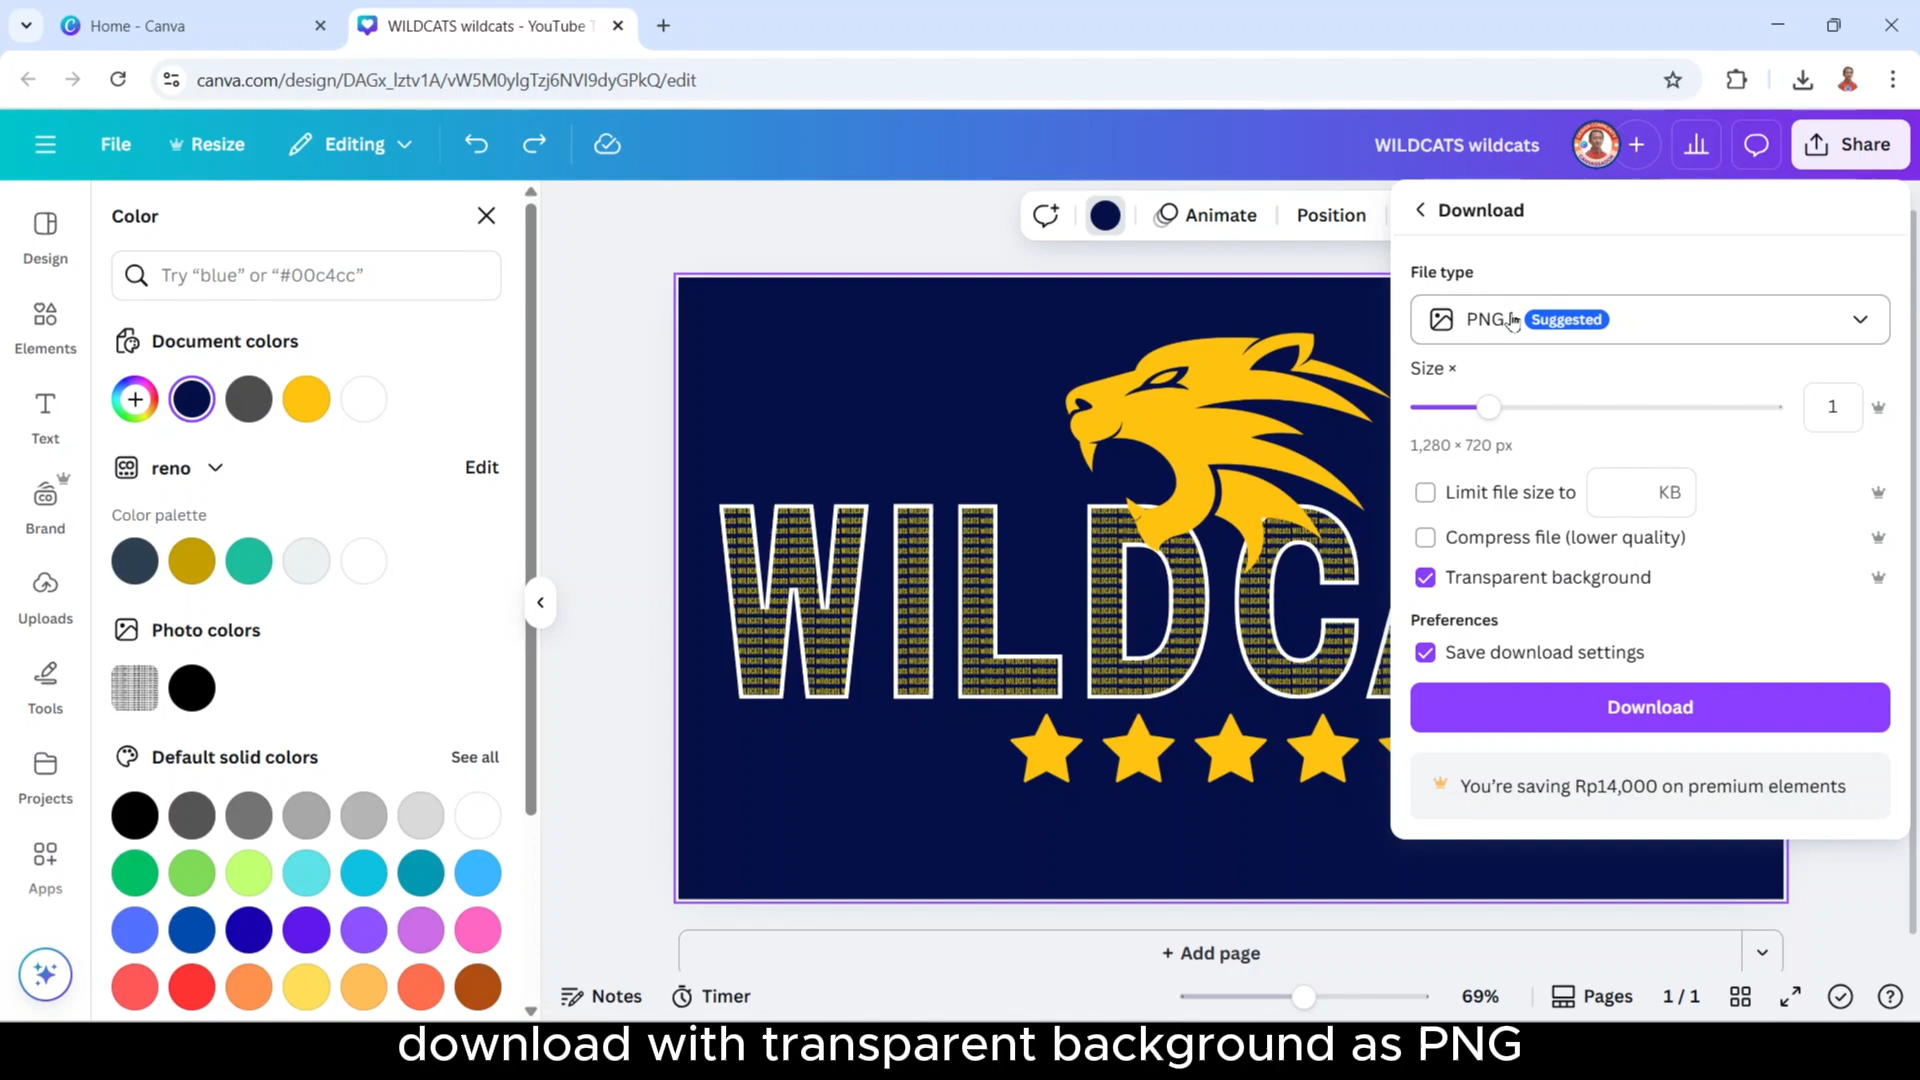 Home - Canva
WILDCATS wildcats - YouTube T
canva.com/design/DAGx_lztv1A/vW5M0ylgTzj6NVI9dyGPkQ/edit
File
Resize
Editing
WILDCATS wildcats
Share
Design
Elements
Text
Brand
Uploads
Tools
Projects
Apps
Color
Try “blue” or “#00c4cc”
Document colors
reno
Edit
Color palette
Photo colors
Default solid colors
See all
Animate
Position
WILDCA
Download
File type
PNG
Suggested
Size ×
1
1,280 × 720 px
Limit file size to
KB
Compress file (lower quality)
Transparent background
Preferences
Save download settings
Download
You’re saving Rp14,000 on premium elements
+ Add page
Notes
Timer
69%
Pages
1 / 1
download with transparent background as PNG